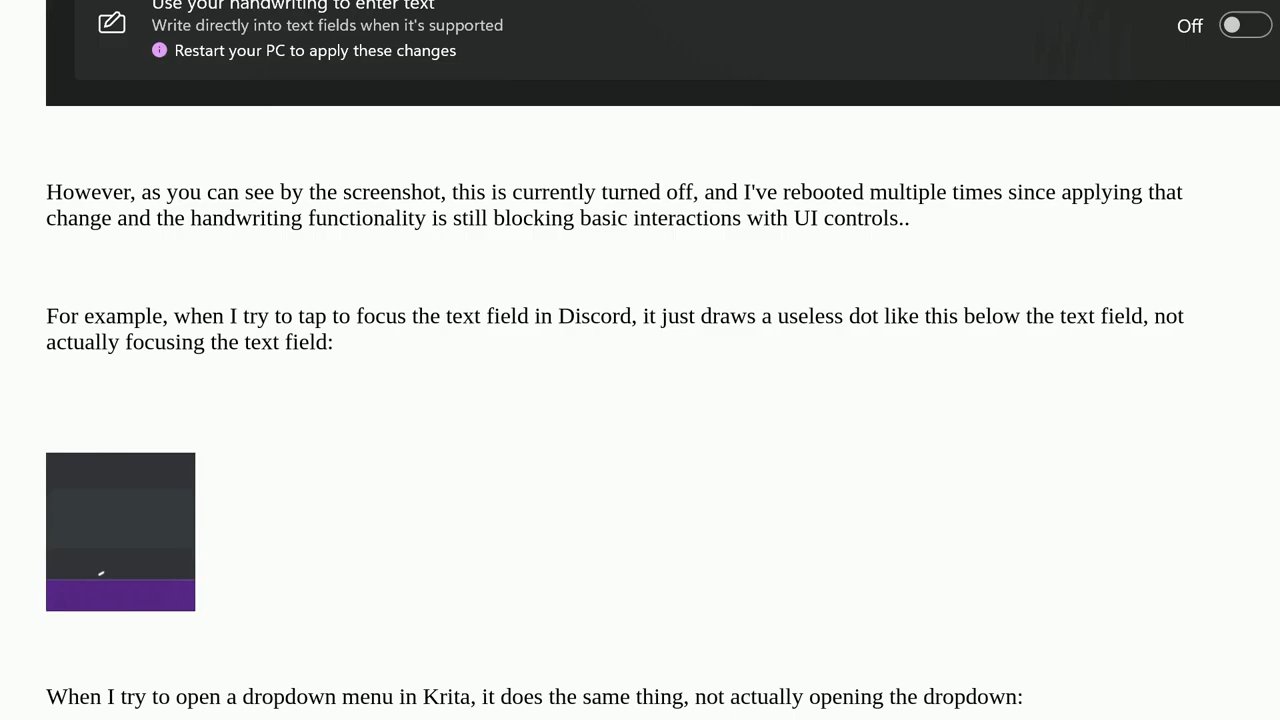 Use your handwriting to enter text
Write directly into text fields when it's supported
Off
Restart your PC to apply these changes
However, as you can see by the screenshot, this is currently turned off, and I've rebooted multiple times since applying that
change and the handwriting functionality is still blocking basic interactions with UI controls..
For example, when I try to tap to focus the text field in Discord, it just draws a useless dot like this below the text field, not
actually focusing the text field:
When I try to open a dropdown menu in Krita, it does the same thing, not actually opening the dropdown: